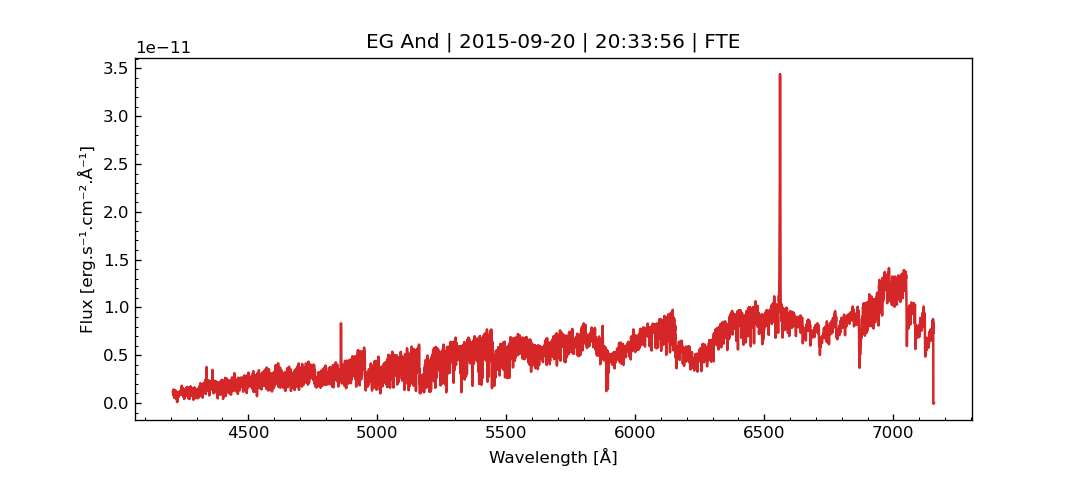 EG And | 2015-09-20 | 20:33:56 | FTE
1e−11
3.5
3.0
2.5
2.0
1.5
1.0
0.5
0.0
Flux [erg.s⁻¹.cm⁻².Å⁻¹]
4500 5000 5500 6000 6500 7000
Wavelength [Å]